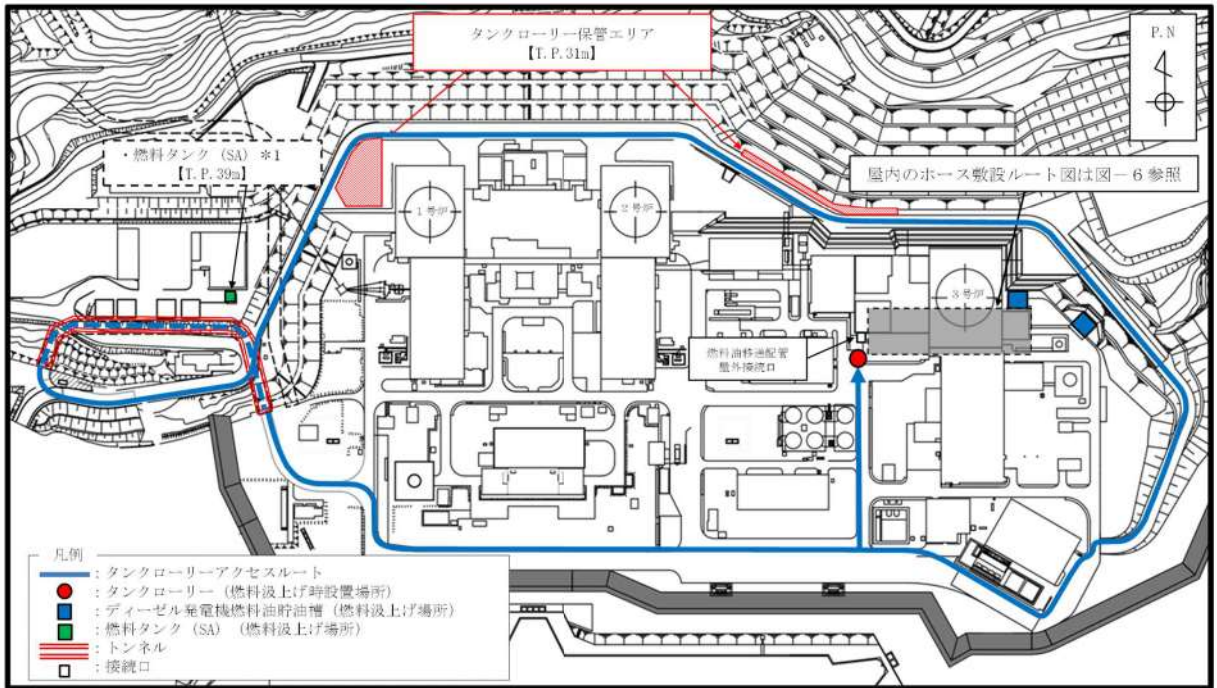 タンクローリー保管エリア
【T.P.31m】
P.N
・燃料タンク（SA）*1
【T.P.39m】
屋内のホース敷設ルート図は図－6参照
1号炉
2号炉
3号炉
燃料油移送配管
屋外接続口
凡例
：タンクローリーアクセスルート
：タンクローリー（燃料汲上げ時設置場所）
：ディーゼル発電機燃料油貯油槽（燃料汲上げ場所）
：燃料タンク（SA）（燃料汲上げ場所）
：トンネル
：接続口